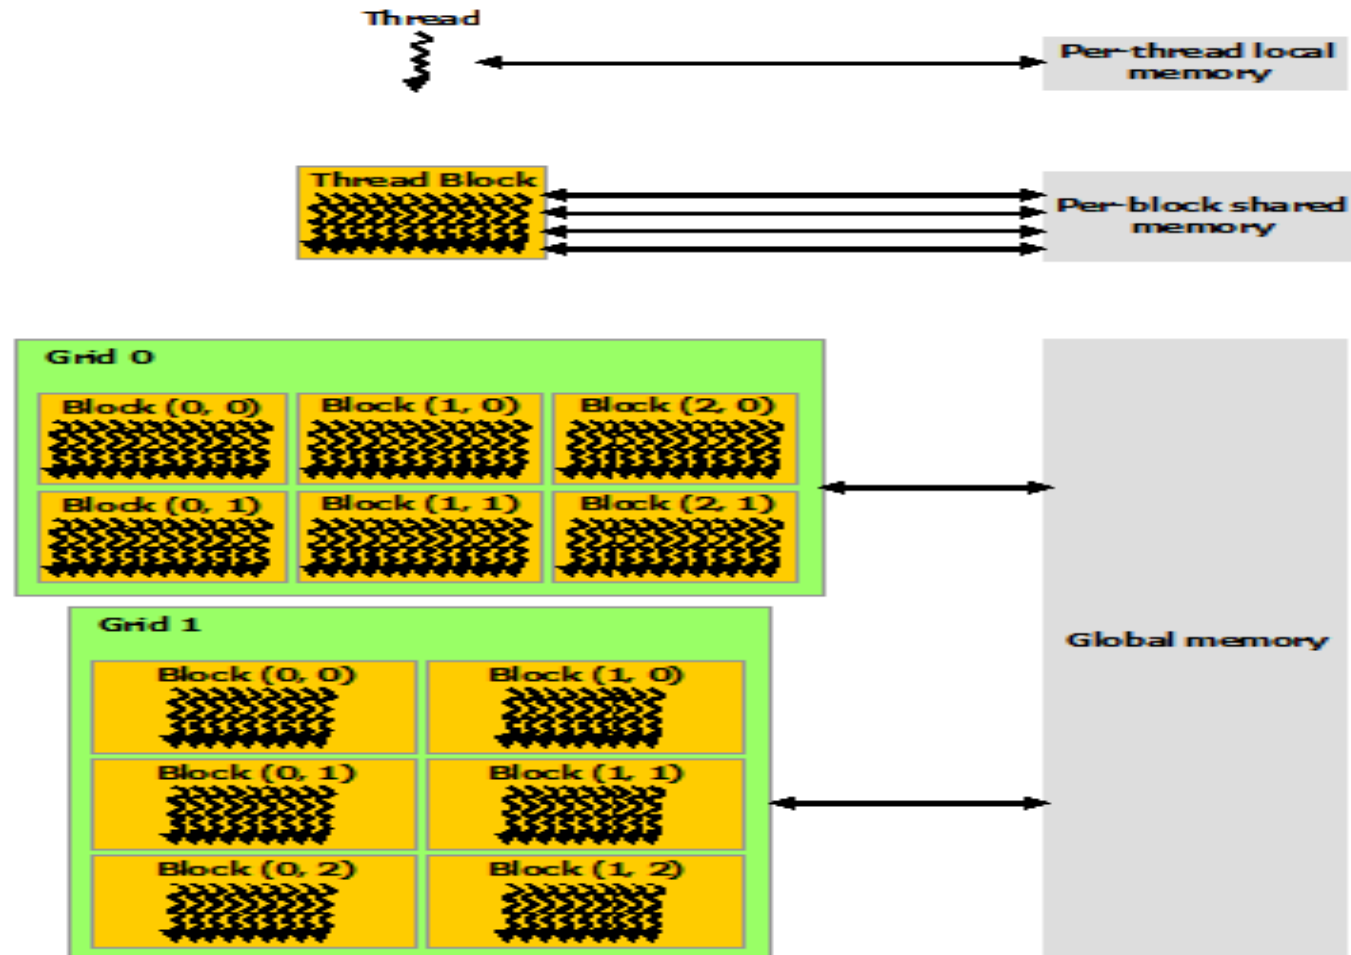 Thread
Per-thread local
memory
Thread Block
Per-block shared
memory
Grid 0
Block (0, 0)
Block (1, 0)
Block (2, 0)
Block (0, 1)
Block (1, 1)
Block (2, 1)
Grid 1
Global memory
Block (0, 0)
Block (1, 0)
Block (0, 1)
Block (1, 1)
Block (0, 2)
Block (1, 2)